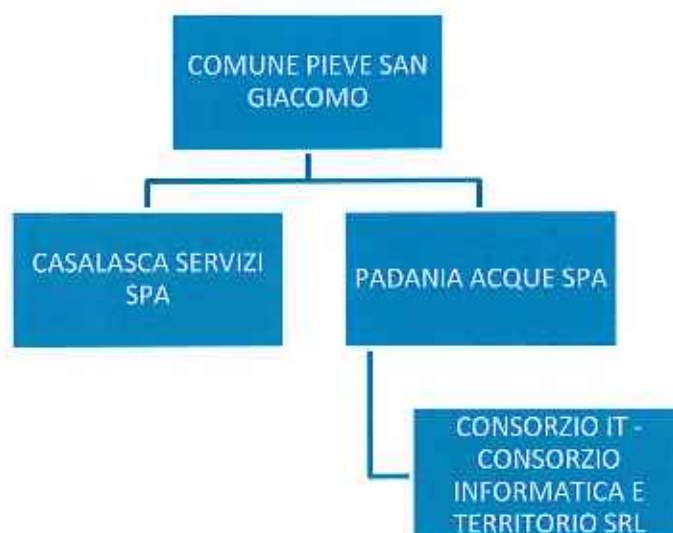 COMUNE PIEVE SAN
GIACOMO
CASALASCA SERVIZI
SPA
PADANIA ACQUE SPA
CONSORZIO IT -
CONSORZIO
INFORMATICA E
TERRITORIO SRL